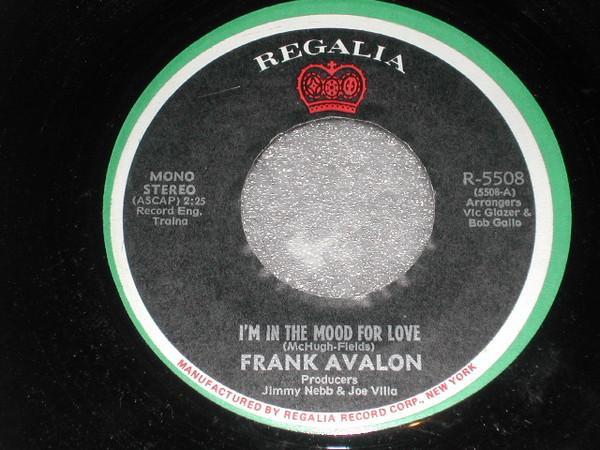 REGALIA
MONO
STEREO
(ASCAP) 2:25
Record Eng.
Traina
R-5508
(5508-A)
Arrangers
Vic Glazer &
Bob Gallo
I'M IN THE MOOD FOR LOVE
(McHugh-Fields)
FRANK AVALON
Producers
Jimmy Nebb & Joe Villa
MANUFACTURED BY REGALIA RECORD CORP., NEW YORK